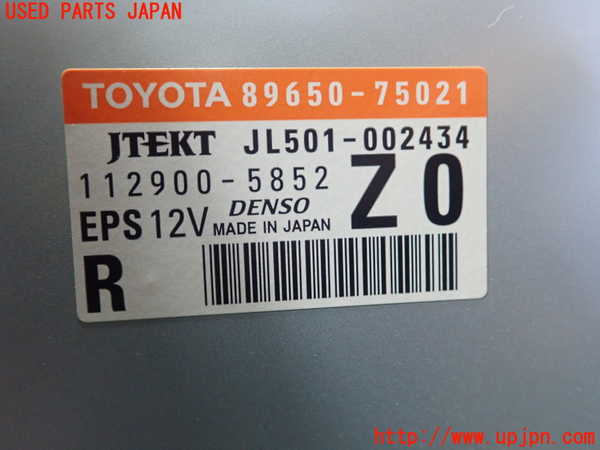 USED PARTS JAPAN
TOYOTA 89650-75021
JTEKT JL501-002434
112900-5852 Z0
EPS 12V DENSO
MADE IN JAPAN
R
http://www.upjpn.com/